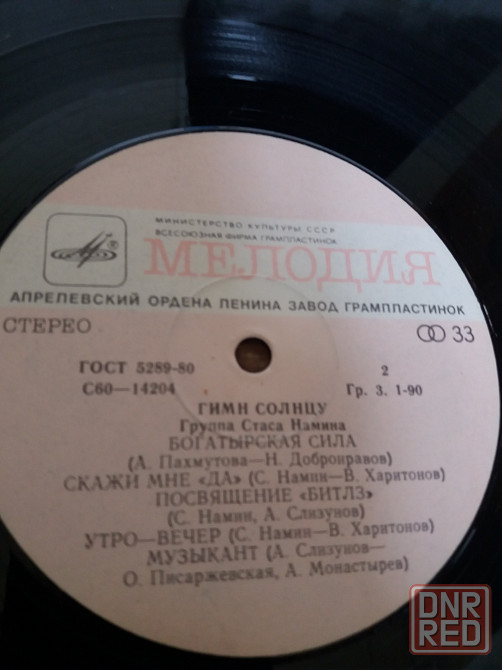 МИНИСТЕРСТВО КУЛЬТУРЫ СССР
ВСЕСОЮЗНАЯ ФИРМА ГРАМПЛАСТИНОК
МЕЛОДИЯ
АПРЕЛЕВСКИЙ ОРДЕНА ЛЕНИНА ЗАВОД ГРАМПЛАСТИНОК
СТЕРЕО 33
ГОСТ 5289-80 2
С60—14204 Гр. 3. 1-90
ГИМН СОЛНЦУ
Группа Стаса Намина
БОГАТЫРСКАЯ СИЛА
(А. Пахмутова—Н. Добронравов)
СКАЖИ МНЕ «ДА» (С. Намин—В. Харитонов)
ПОСВЯЩЕНИЕ «БИТЛЗ»
(С. Намин, А. Слизунов)
УТРО—ВЕЧЕР (С. Намин—В. Харитонов)
МУЗЫКАНТ (А. Слизунов—
О. Писаржевская, А. Монастырев)
DNR
RED